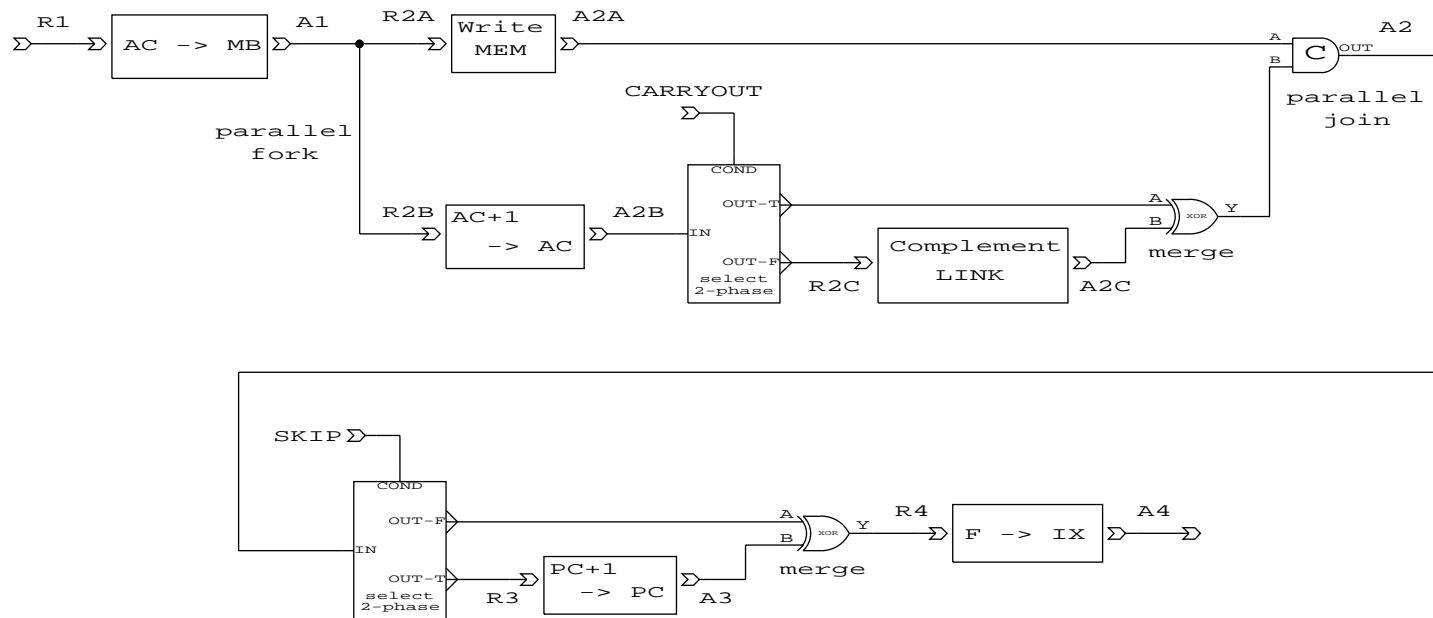 R1
AC -> MB
A1
R2A
Write
MEM
A2A
A
B
C
OUT
A2
parallel
join
parallel
fork
CARRYOUT
COND
OUT-T
IN
OUT-F
select
2-phase
R2B
AC+1
-> AC
A2B
R2C
Complement
LINK
A2C
A
B
XOR
Y
merge
SKIP
COND
OUT-F
IN
OUT-T
select
2-phase
R3
PC+1
-> PC
A3
A
B
XOR
Y
merge
R4
F -> IX
A4